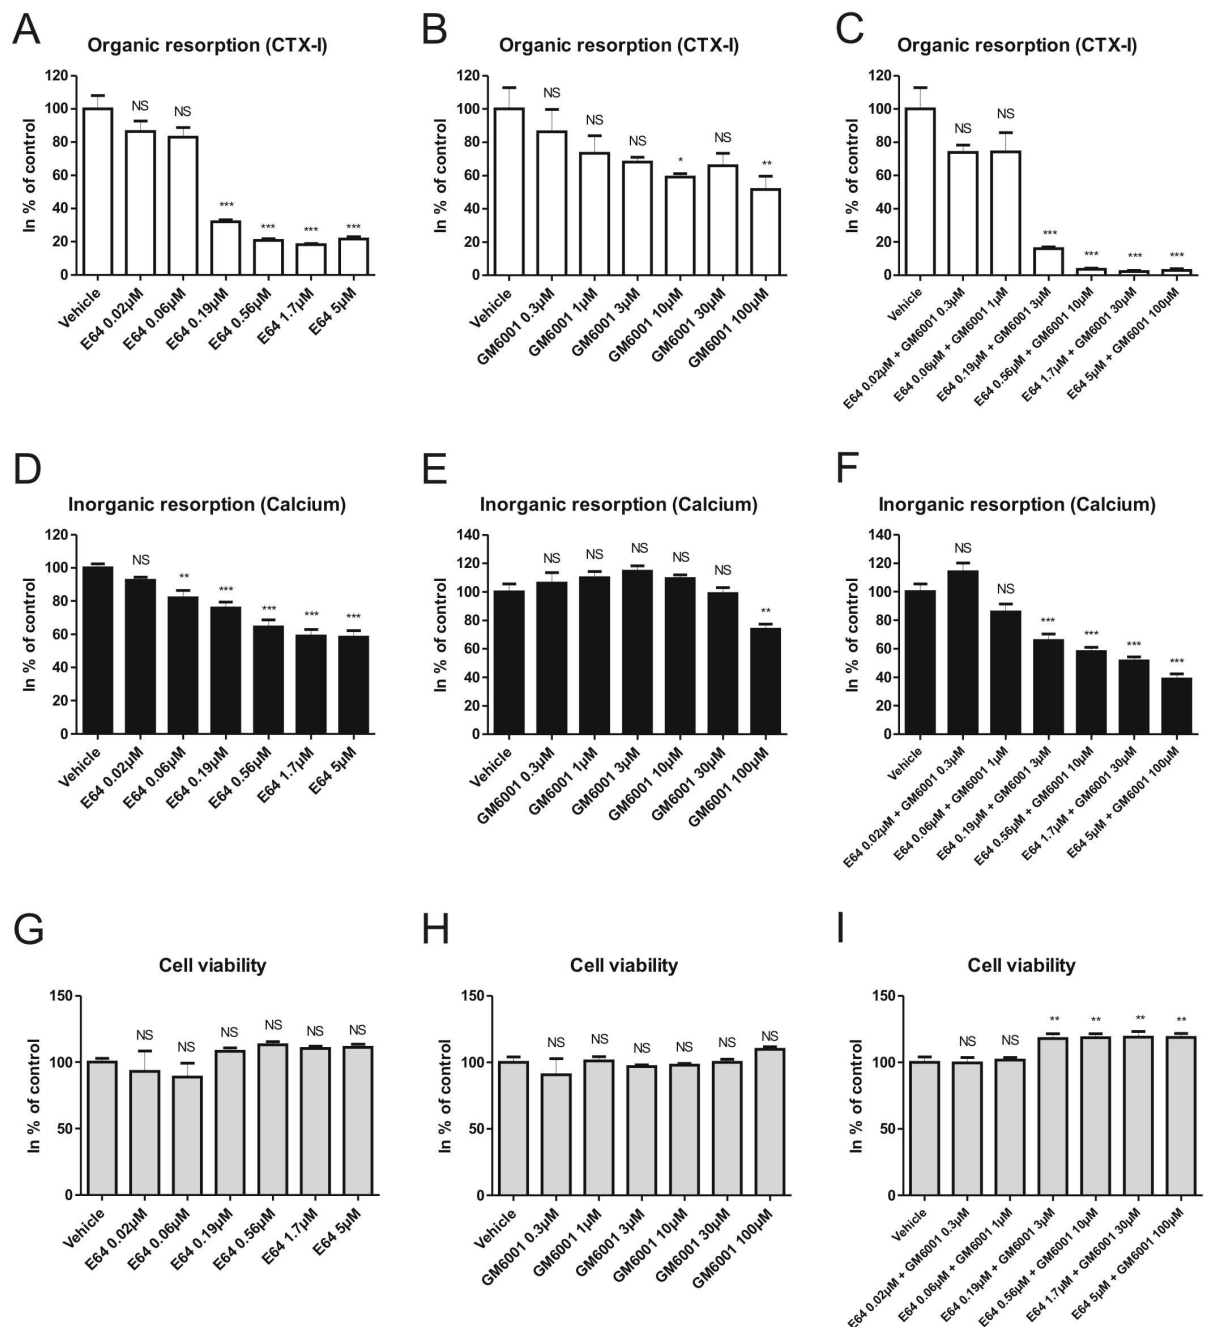 A
Organic resorption (CTX-I)
In % of control
120
100
80
60
40
20
0
NS
NS
***
***
***
***
Vehicle
E64 0.02µM
E64 0.06µM
E64 0.19µM
E64 0.56µM
E64 1.7µM
E64 5µM
B
Organic resorption (CTX-I)
In % of control
120
100
80
60
40
20
0
NS
NS
NS
*
NS
**
Vehicle
GM6001 0.3µM
GM6001 1µM
GM6001 3µM
GM6001 10µM
GM6001 30µM
GM6001 100µM
C
Organic resorption (CTX-I)
In % of control
120
100
80
60
40
20
0
NS
NS
***
***
***
***
Vehicle
E64 0.02µM + GM6001 0.3µM
E64 0.06µM + GM6001 1µM
E64 0.19µM + GM6001 3µM
E64 0.56µM + GM6001 10µM
E64 1.7µM + GM6001 30µM
E64 5µM + GM6001 100µM
D
Inorganic resorption (Calcium)
In % of control
120
100
80
60
40
20
0
NS
**
***
***
***
***
Vehicle
E64 0.02µM
E64 0.06µM
E64 0.19µM
E64 0.56µM
E64 1.7µM
E64 5µM
E
Inorganic resorption (Calcium)
In % of control
140
120
100
80
60
40
20
0
NS
NS
NS
NS
NS
**
Vehicle
GM6001 0.3µM
GM6001 1µM
GM6001 3µM
GM6001 10µM
GM6001 30µM
GM6001 100µM
F
Inorganic resorption (Calcium)
In % of control
140
120
100
80
60
40
20
0
NS
NS
***
***
***
***
Vehicle
E64 0.02µM + GM6001 0.3µM
E64 0.06µM + GM6001 1µM
E64 0.19µM + GM6001 3µM
E64 0.56µM + GM6001 10µM
E64 1.7µM + GM6001 30µM
E64 5µM + GM6001 100µM
G
Cell viability
In % of control
150
100
50
0
NS
NS
NS
NS
NS
NS
Vehicle
E64 0.02µM
E64 0.06µM
E64 0.19µM
E64 0.56µM
E64 1.7µM
E64 5µM
H
Cell viability
In % of control
150
100
50
0
NS
NS
NS
NS
NS
NS
Vehicle
GM6001 0.3µM
GM6001 1µM
GM6001 3µM
GM6001 10µM
GM6001 30µM
GM6001 100µM
I
Cell viability
In % of control
150
100
50
0
NS
NS
**
**
**
**
Vehicle
E64 0.02µM + GM6001 0.3µM
E64 0.06µM + GM6001 1µM
E64 0.19µM + GM6001 3µM
E64 0.56µM + GM6001 10µM
E64 1.7µM + GM6001 30µM
E64 5µM + GM6001 100µM